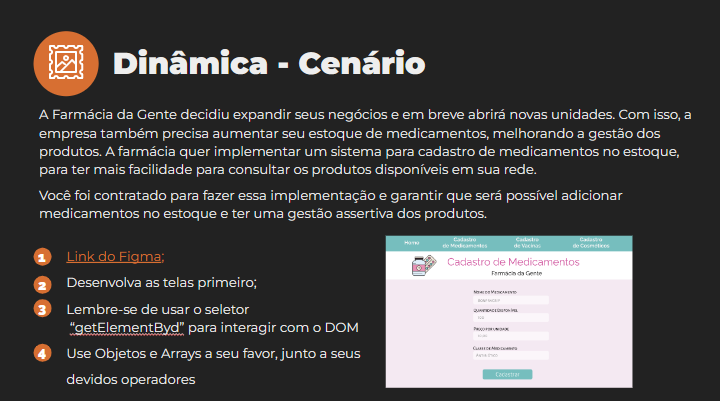 Dinâmica - Cenário
A Farmácia da Gente decidiu expandir seus negócios e em breve abrirá novas unidades. Com isso, a
empresa também precisa aumentar seu estoque de medicamentos, melhorando a gestão dos
produtos. A farmácia quer implementar um sistema para cadastro de medicamentos no estoque,
para ter mais facilidade para consultar os produtos disponíveis em sua rede.
Você foi contratado para fazer essa implementação e garantir que será possível adicionar
medicamentos no estoque e ter uma gestão assertiva dos produtos.
1 Link do Figma;
2 Desenvolva as telas primeiro;
3 Lembre-se de usar o seletor
“getElementByd” para interagir com o DOM
4 Use Objetos e Arrays a seu favor, junto a seus
devidos operadores
Home Cadastro de Medicamentos Cadastro de Vacinas Cadastro de Cosméticos
Cadastro de Medicamentos
Farmácia da Gente
Nome do Medicamento
Quantidade em
Preço por unidade
Classe de Medicamento
Cadastrar